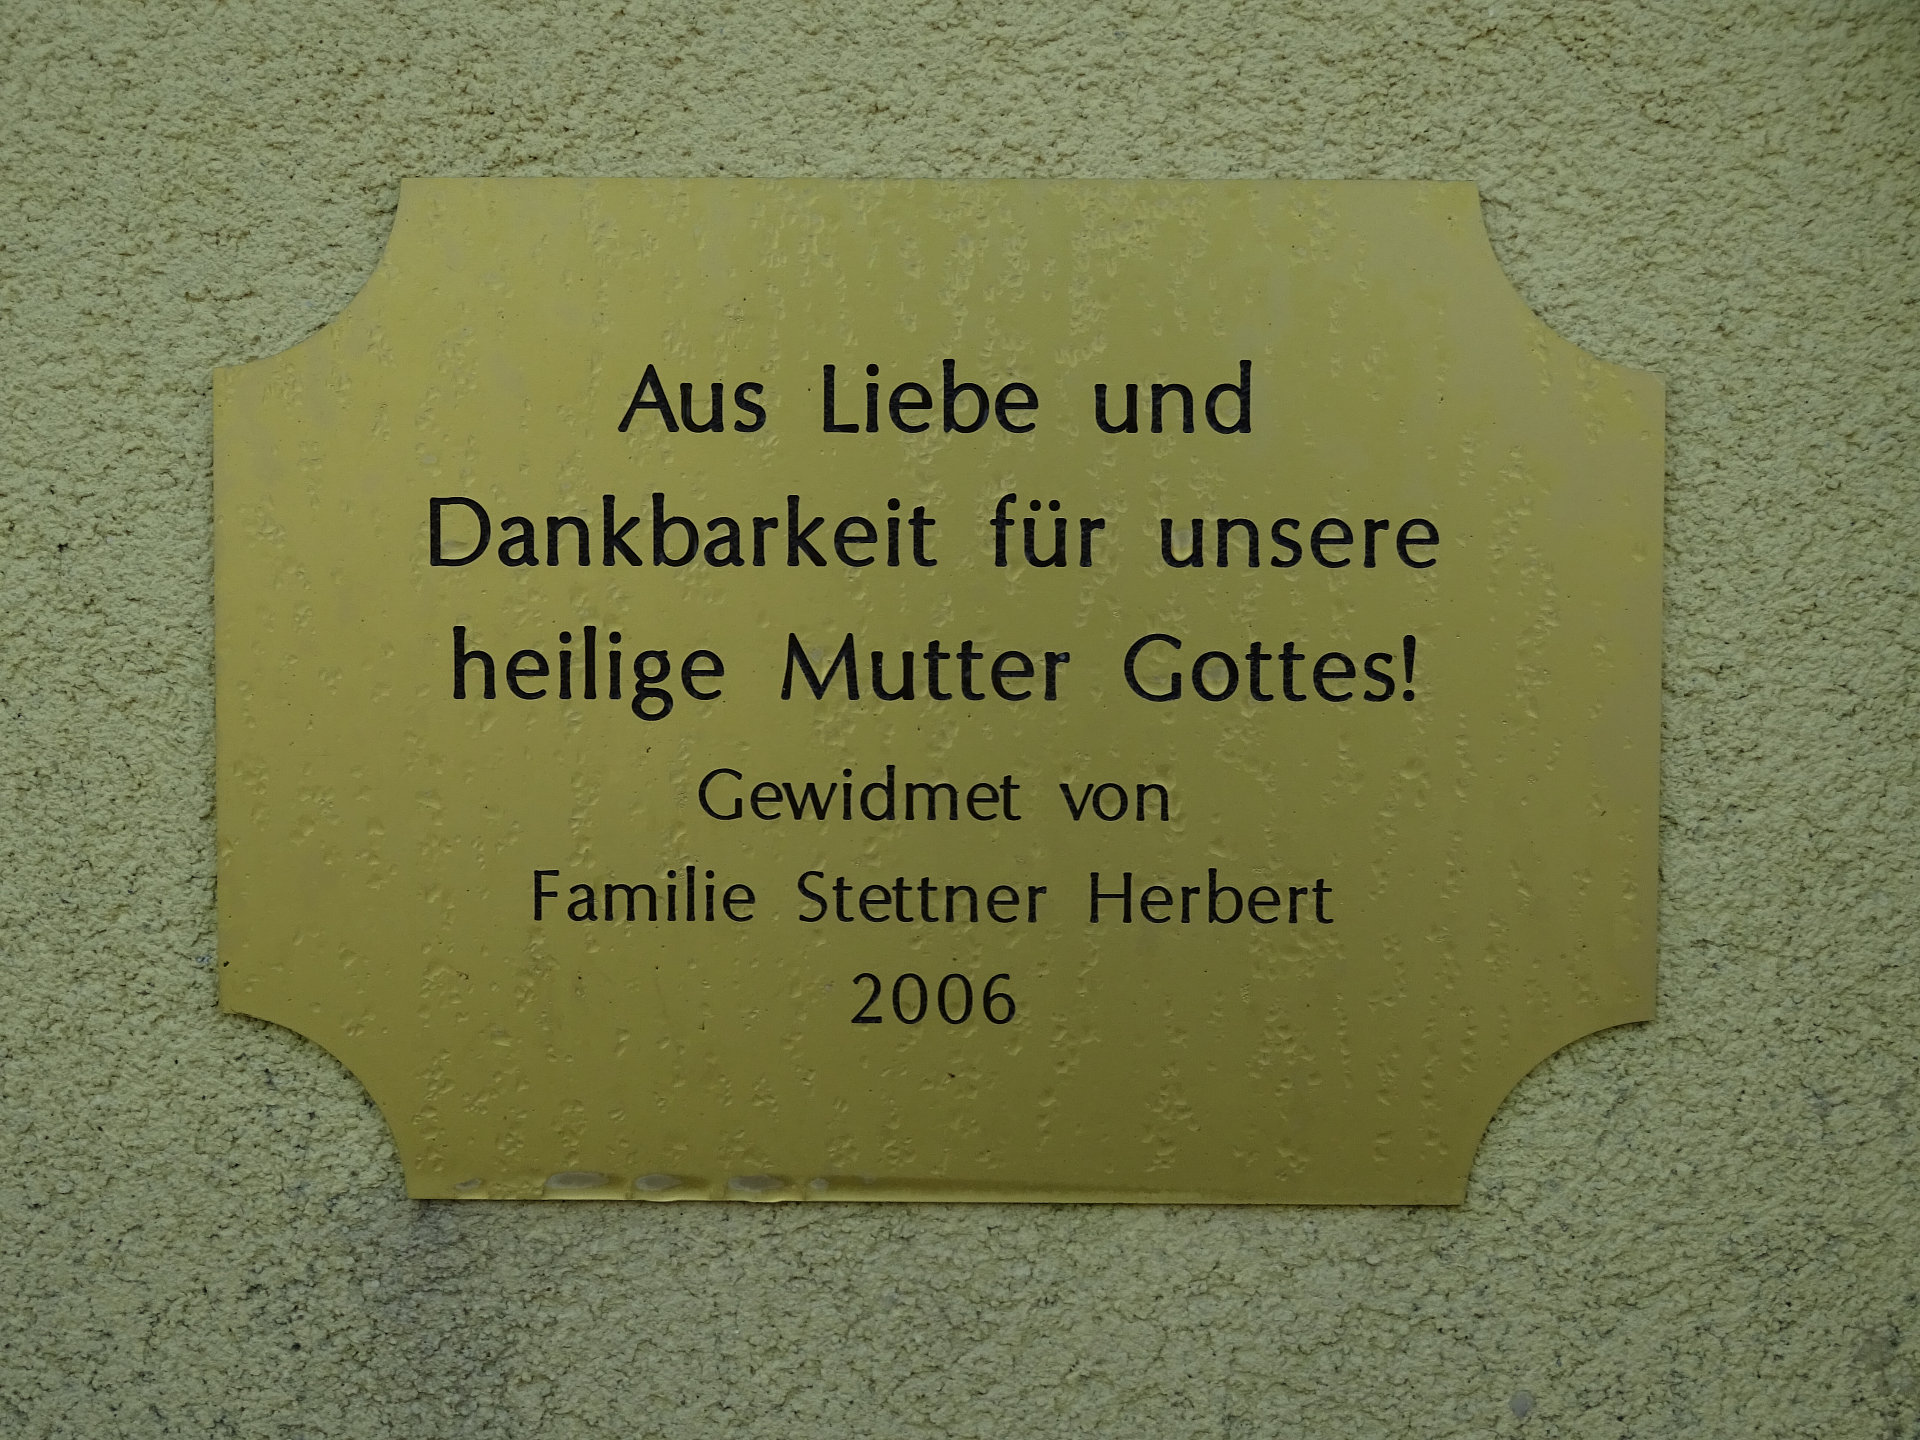 Aus Liebe und
Dankbarkeit für unsere
heilige Mutter Gottes!
Gewidmet von
Familie Stettner Herbert
2006